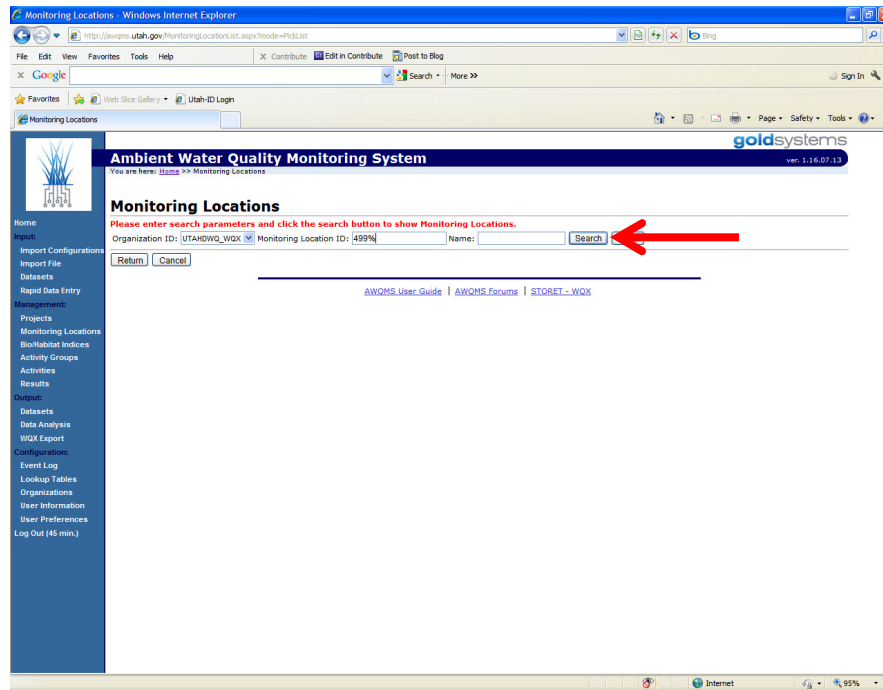 Monitoring Locations - Windows Internet Explorer
http://awqms.utah.gov/MonitoringLocationList.aspx?mode=PickList
Bing
File Edit View Favorites Tools Help
X Contribute Edit in Contribute Post to Blog
x Google
Search
More >>
Sign In
Favorites
Web Slice Gallery
Utah-ID Login
Monitoring Locations
Page Safety Tools
goldsystems
Ambient Water Quality Monitoring System
ver. 1.16.07.13
You are here: Home >> Monitoring Locations
Monitoring Locations
Please enter search parameters and click the search button to show Monitoring Locations.
Organization ID: UTAHDWQ_WQX Monitoring Location ID: 499% Name: Search
Return Cancel
AWQMS User Guide | AWQMS Forums | STORET - WQX
Home
Input:
Import Configurations
Import File
Datasets
Rapid Data Entry
Management:
Projects
Monitoring Locations
Bio/Habitat Indices
Activity Groups
Activities
Results
Output:
Datasets
Data Analysis
WQX Export
Configuration:
Event Log
Lookup Tables
Organizations
User Information
User Preferences
Log Out (45 min.)
Internet
95%